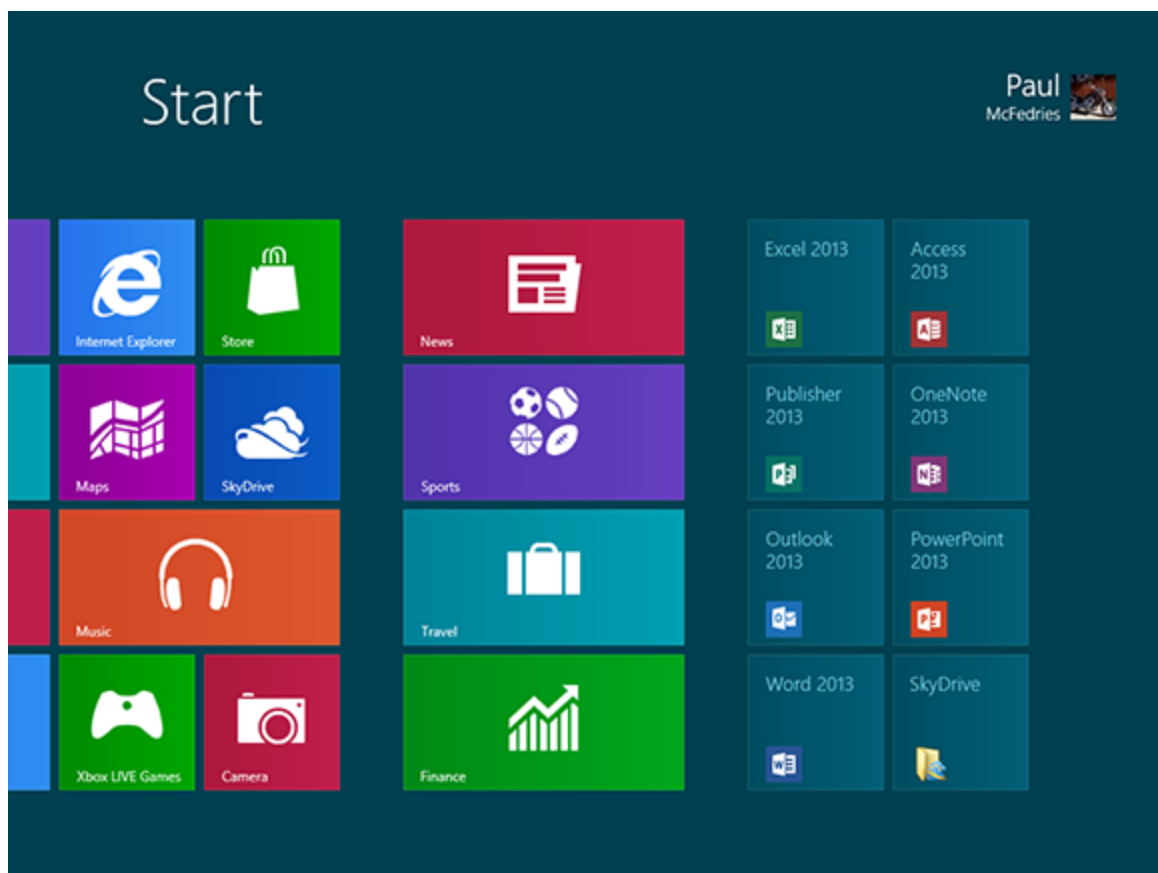 Start
Paul
McFedries
Internet Explorer
Store
Maps
SkyDrive
Music
Xbox LIVE Games
Camera
News
Sports
Travel
Finance
Excel 2013
Access
2013
Publisher
2013
OneNote
2013
Outlook
2013
PowerPoint
2013
Word 2013
SkyDrive